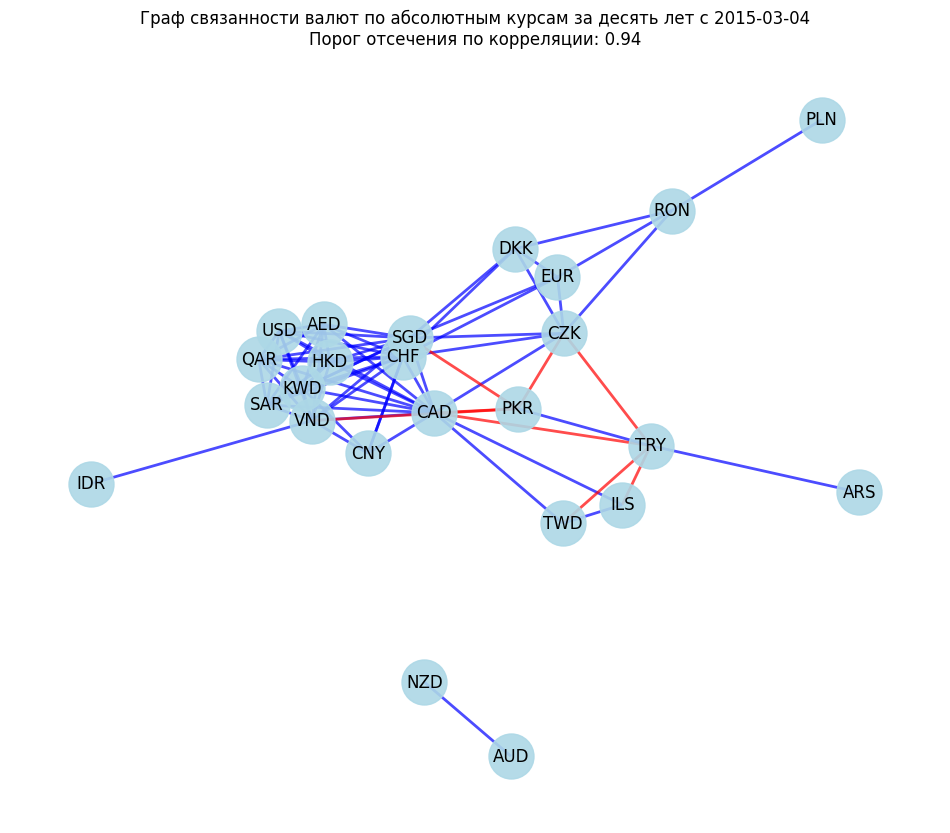 Граф связанности валют по абсолютным курсам за десять лет с 2015-03-04
Порог отсечения по корреляции: 0.94
PLN
RON
DKK
EUR
USD
AED
SGD
CZK
QAR
HKD
CHF
KWD
SAR
VND
CAD
PKR
CNY
TRY
IDR
ARS
ILS
TWD
NZD
AUD